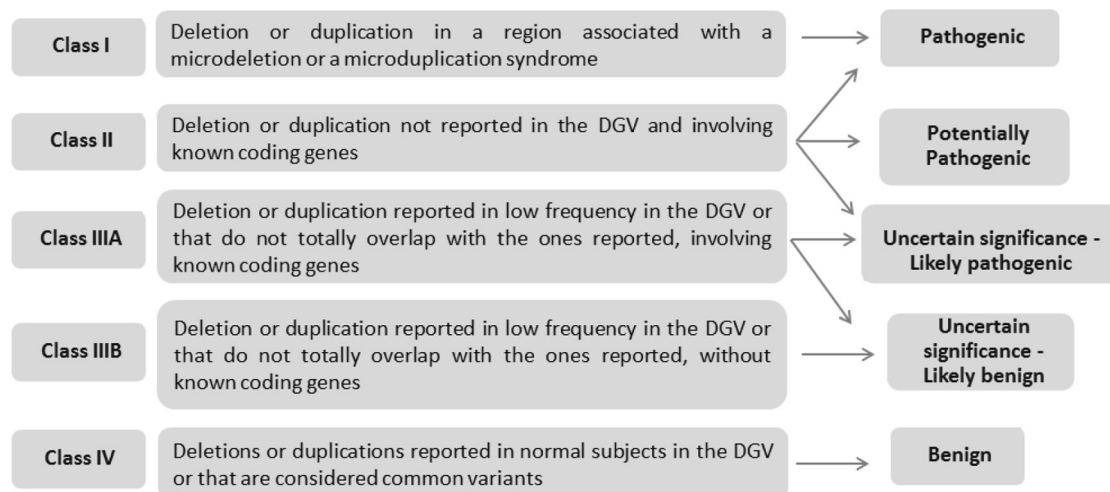 Class I
Deletion or duplication in a region associated with a
microdeletion or a microduplication syndrome
Pathogenic
Class II
Deletion or duplication not reported in the DGV and involving
known coding genes
Potentially
Pathogenic
Class IIIA
Deletion or duplication reported in low frequency in the DGV or
that do not totally overlap with the ones reported, involving
known coding genes
Uncertain significance -
Likely pathogenic
Class IIIB
Deletion or duplication reported in low frequency in the DGV or
that do not totally overlap with the ones reported, without
known coding genes
Uncertain
significance -
Likely benign
Class IV
Deletions or duplications reported in normal subjects in the DGV
or that are considered common variants
Benign